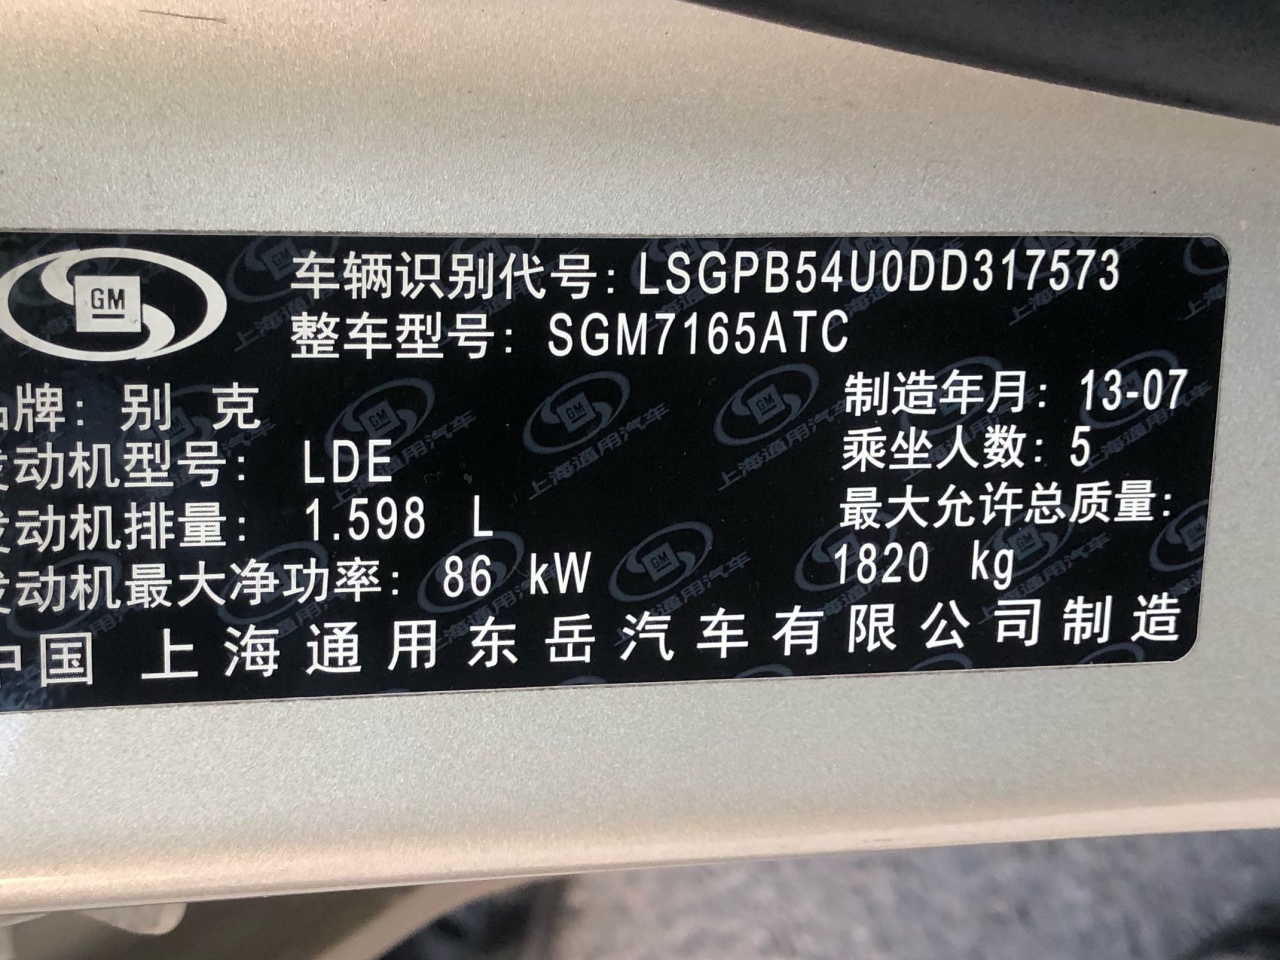 GM
车辆识别代号: LSGPB54U0DD317573
整车型号: SGM7165ATC
品牌: 别 克
制造年月: 13-07
发动机型号: LDE
乘坐人数: 5
发动机排量: 1.598 L
最大允许总质量:
1820 kg
发动机最大净功率: 86 kW
中国 上海通用东岳汽车有限公司制造